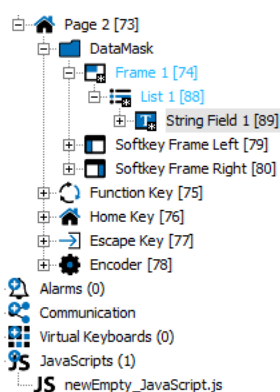 Page 2 [73]
DataMask
Frame 1 [74]
List 1 [88]
T String Field 1 [89]
Softkey Frame Left [79]
Softkey Frame Right [80]
Function Key [75]
Home Key [76]
Escape Key [77]
Encoder [78]
Alarms (0)
Communication
Virtual Keyboards (0)
JS JavaScripts (1)
JS newEmpty_JavaScript.js